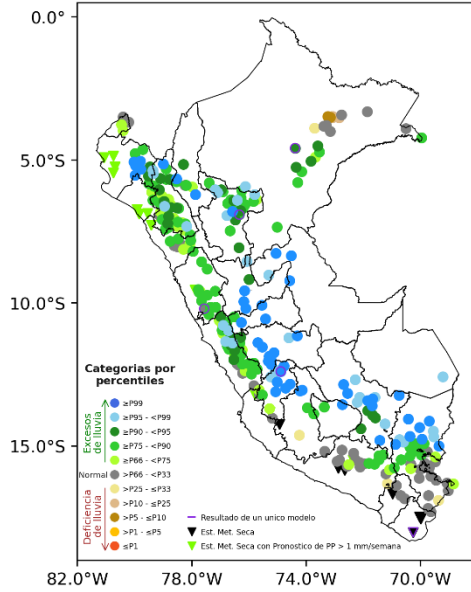 0.0°
5.0°S
10.0°S
15.0°S
82.0°W
78.0°W
74.0°W
70.0°W
Categorias por
percentiles
Excesos
de lluvia
Normal
Deficiencia
de lluvia
≥P99
≥P95 - <P99
≥P90 - <P95
≥P75 - <P90
≥P66 - <P75
>P66 - <P33
>P25 - ≤P33
>P10 - ≤P25
>P5 - ≤P10
>P1 - ≤P5
≤P1
Resultado de un unico modelo
Est. Met. Seca
Est. Met. Seca con Pronostico de PP > 1 mm/semana